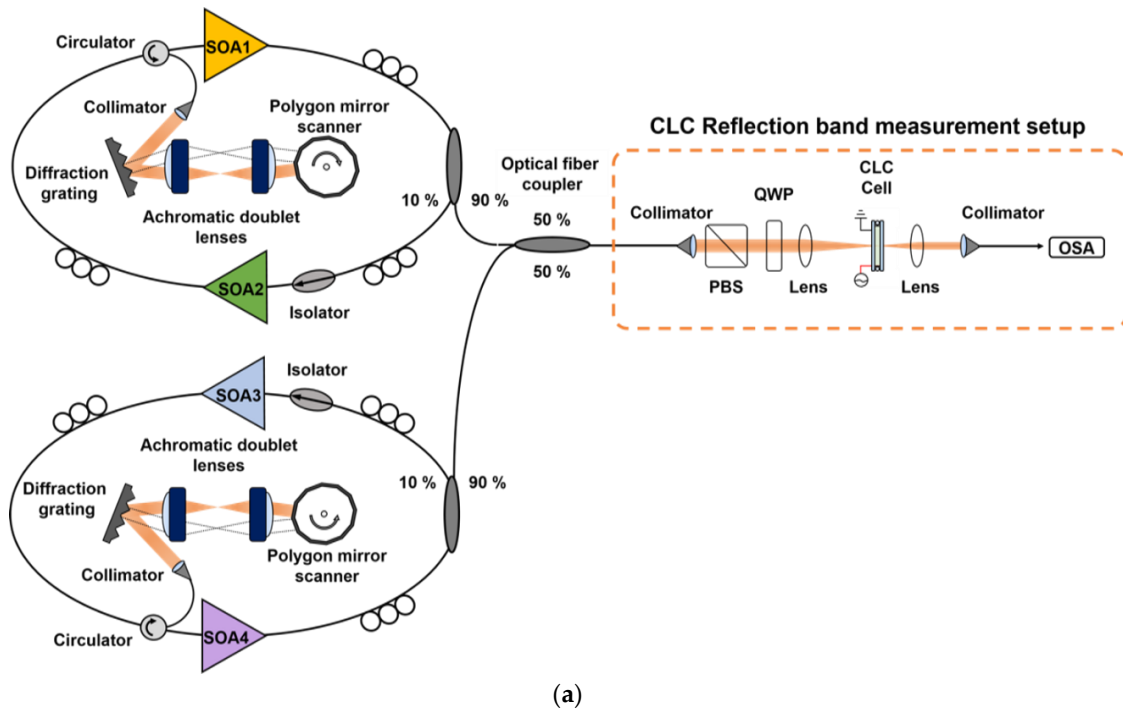 Circulator
SOA1
Collimator
Polygon mirror
scanner
Diffraction
grating
Achromatic doublet
lenses
SOA2
Isolator
10 %
90 %
Optical fiber
coupler
50 %
50 %
CLC Reflection band measurement setup
Collimator
QWP
CLC
Cell
Collimator
PBS
Lens
Lens
OSA
SOA3
Isolator
Achromatic doublet
lenses
Diffraction
grating
10 %
90 %
Collimator
Polygon mirror
scanner
Circulator
SOA4
(a)